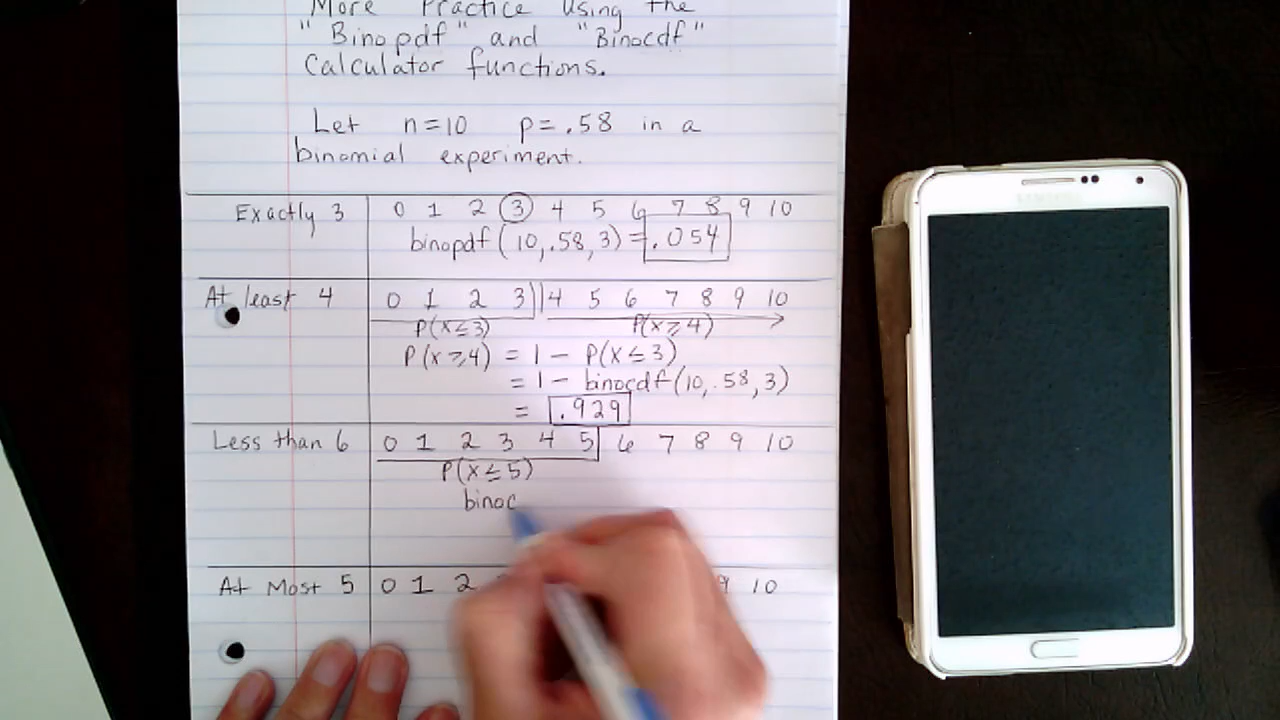 More Practice Using the
"Binopdf" and "Binocdf"
Calculator functions.
Let n=10 p=.58 in a
binomial experiment.
Exactly 3 0 1 2 3 4 5 6 7 8 9 10
binopdf(10,.58,3) = .054
At least 4 0 1 2 3 4 5 6 7 8 9 10
P(x≤3) P(x≥4)
P(x≥4) = 1 - P(x≤3)
= 1 - binocdf(10,.58,3)
= .929
Less than 6 0 1 2 3 4 5 6 7 8 9 10
P(x≤5)
binoc
At Most 5 0 1 2 9 10
SAMSUNG